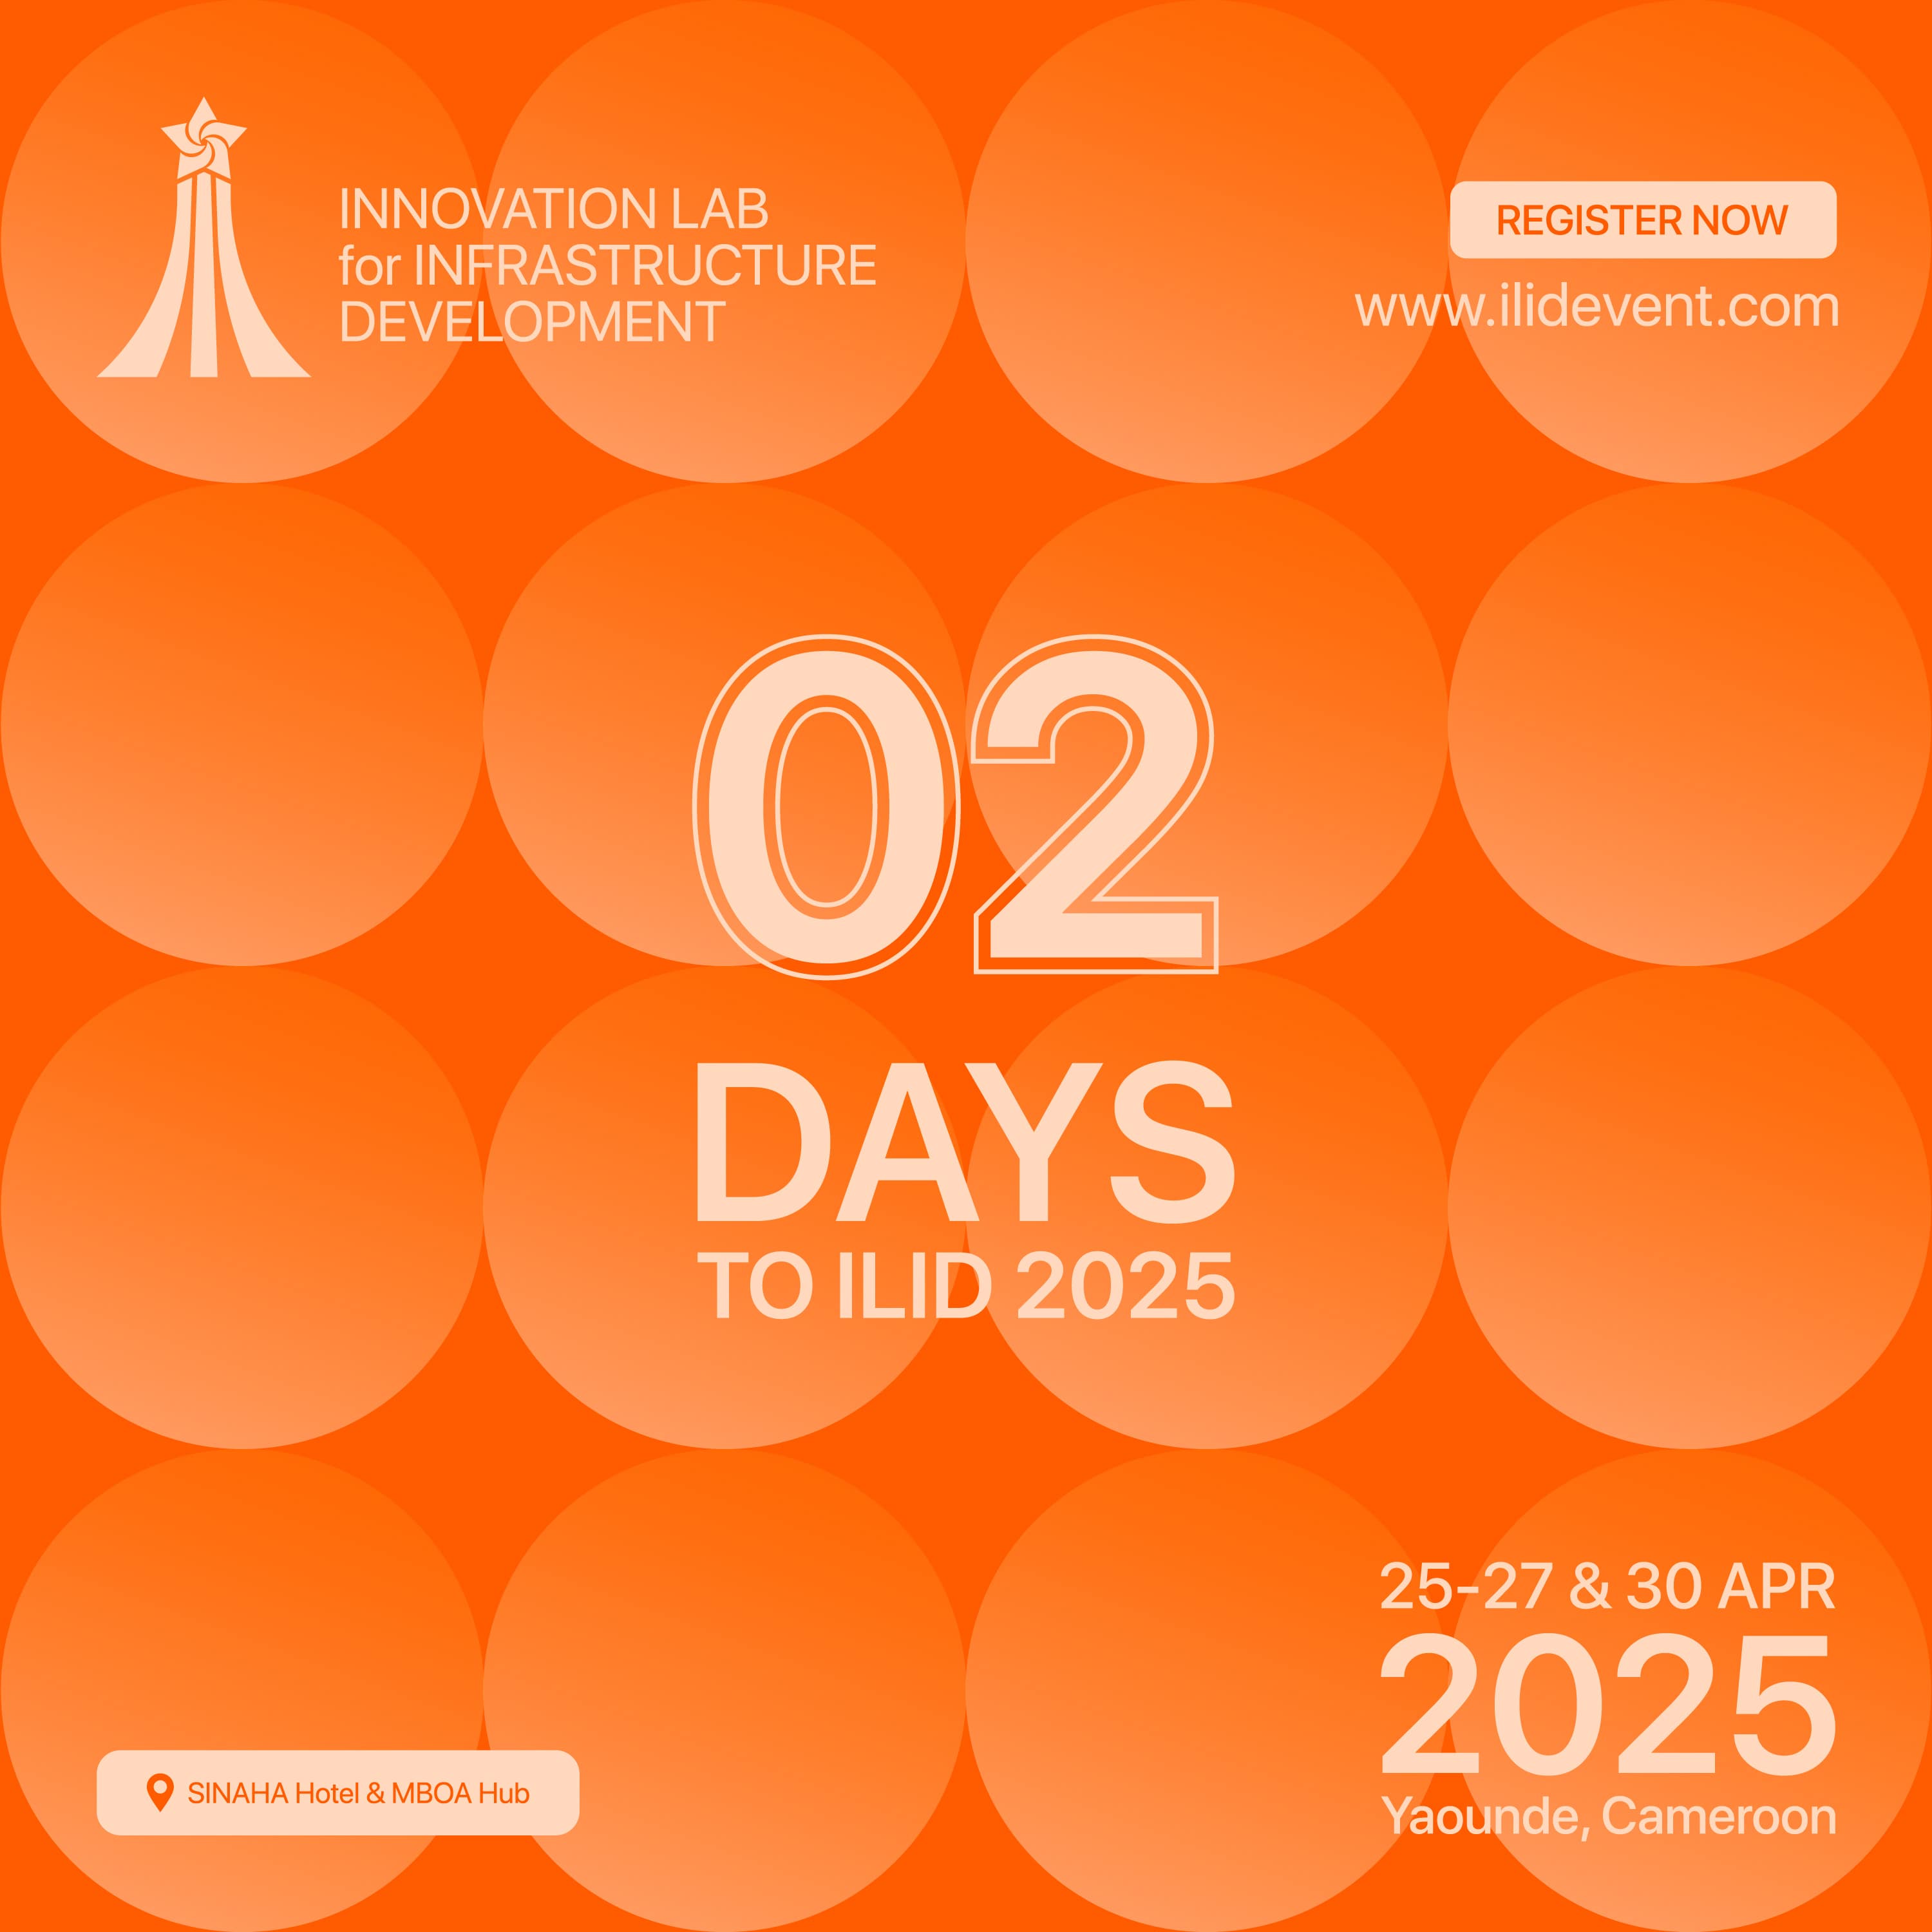 INNOVATION LAB
for INFRASTRUCTURE
DEVELOPMENT
REGISTER NOW
www.ilidevent.com
02
DAYS
TO ILID 2025
25-27 & 30 APR
2025
Yaounde, Cameroon
SINAHA Hotel & MBOA Hub